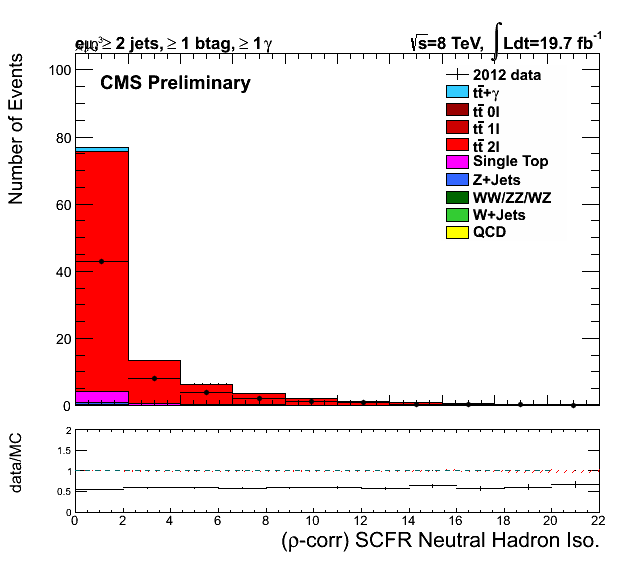 eμ, ≥ 2 jets, ≥ 1 btag, ≥ 1 γ
√s=8 TeV, ∫ Ldt=19.7 fb⁻¹
CMS Preliminary
2012 data
tt̄+γ
tt̄ 0l
tt̄ 1l
tt̄ 2l
Single Top
Z+Jets
WW/ZZ/WZ
W+Jets
QCD
Number of Events
100
80
60
40
20
0
data/MC
2
1.5
1
0.5
0
0 2 4 6 8 10 12 14 16 18 20 22
(ρ-corr) SCFR Neutral Hadron Iso.